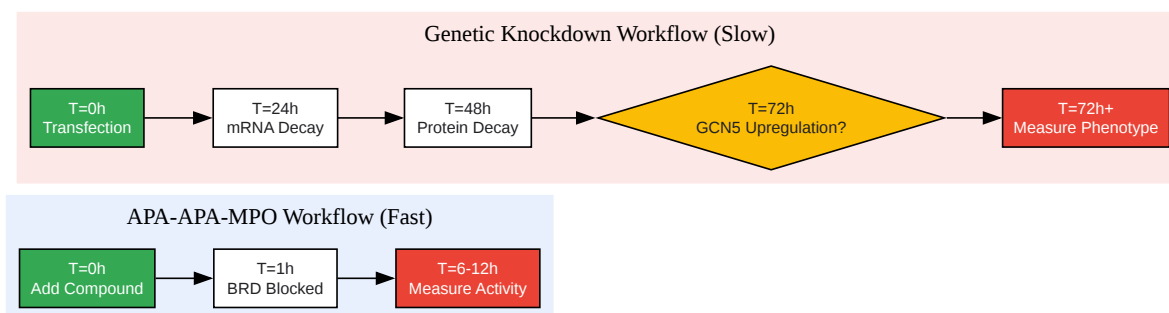 Genetic Knockdown Workflow (Slow)
T=0h
Transfection
T=24h
mRNA Decay
T=48h
Protein Decay
T=72h
GCN5 Upregulation?
T=72h+
Measure Phenotype
APA-APA-MPO Workflow (Fast)
T=0h
Add Compound
T=1h
BRD Blocked
T=6-12h
Measure Activity